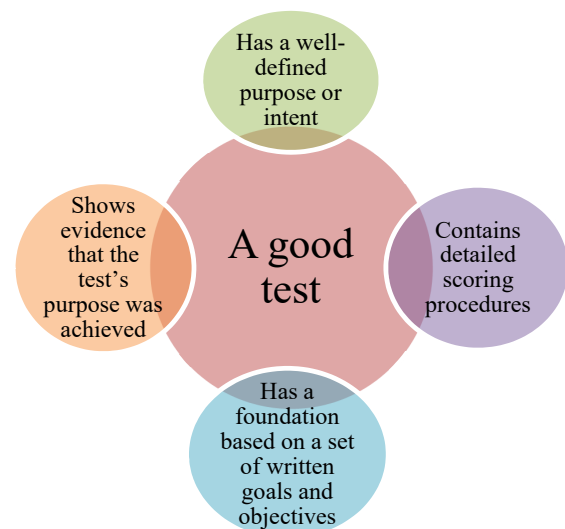 Has a well-
defined
purpose or
intent
Shows
evidence
that the
test’s
purpose was
achieved
A good
test
Contains
detailed
scoring
procedures
Has a
foundation
based on a set
of written
goals and
objectives